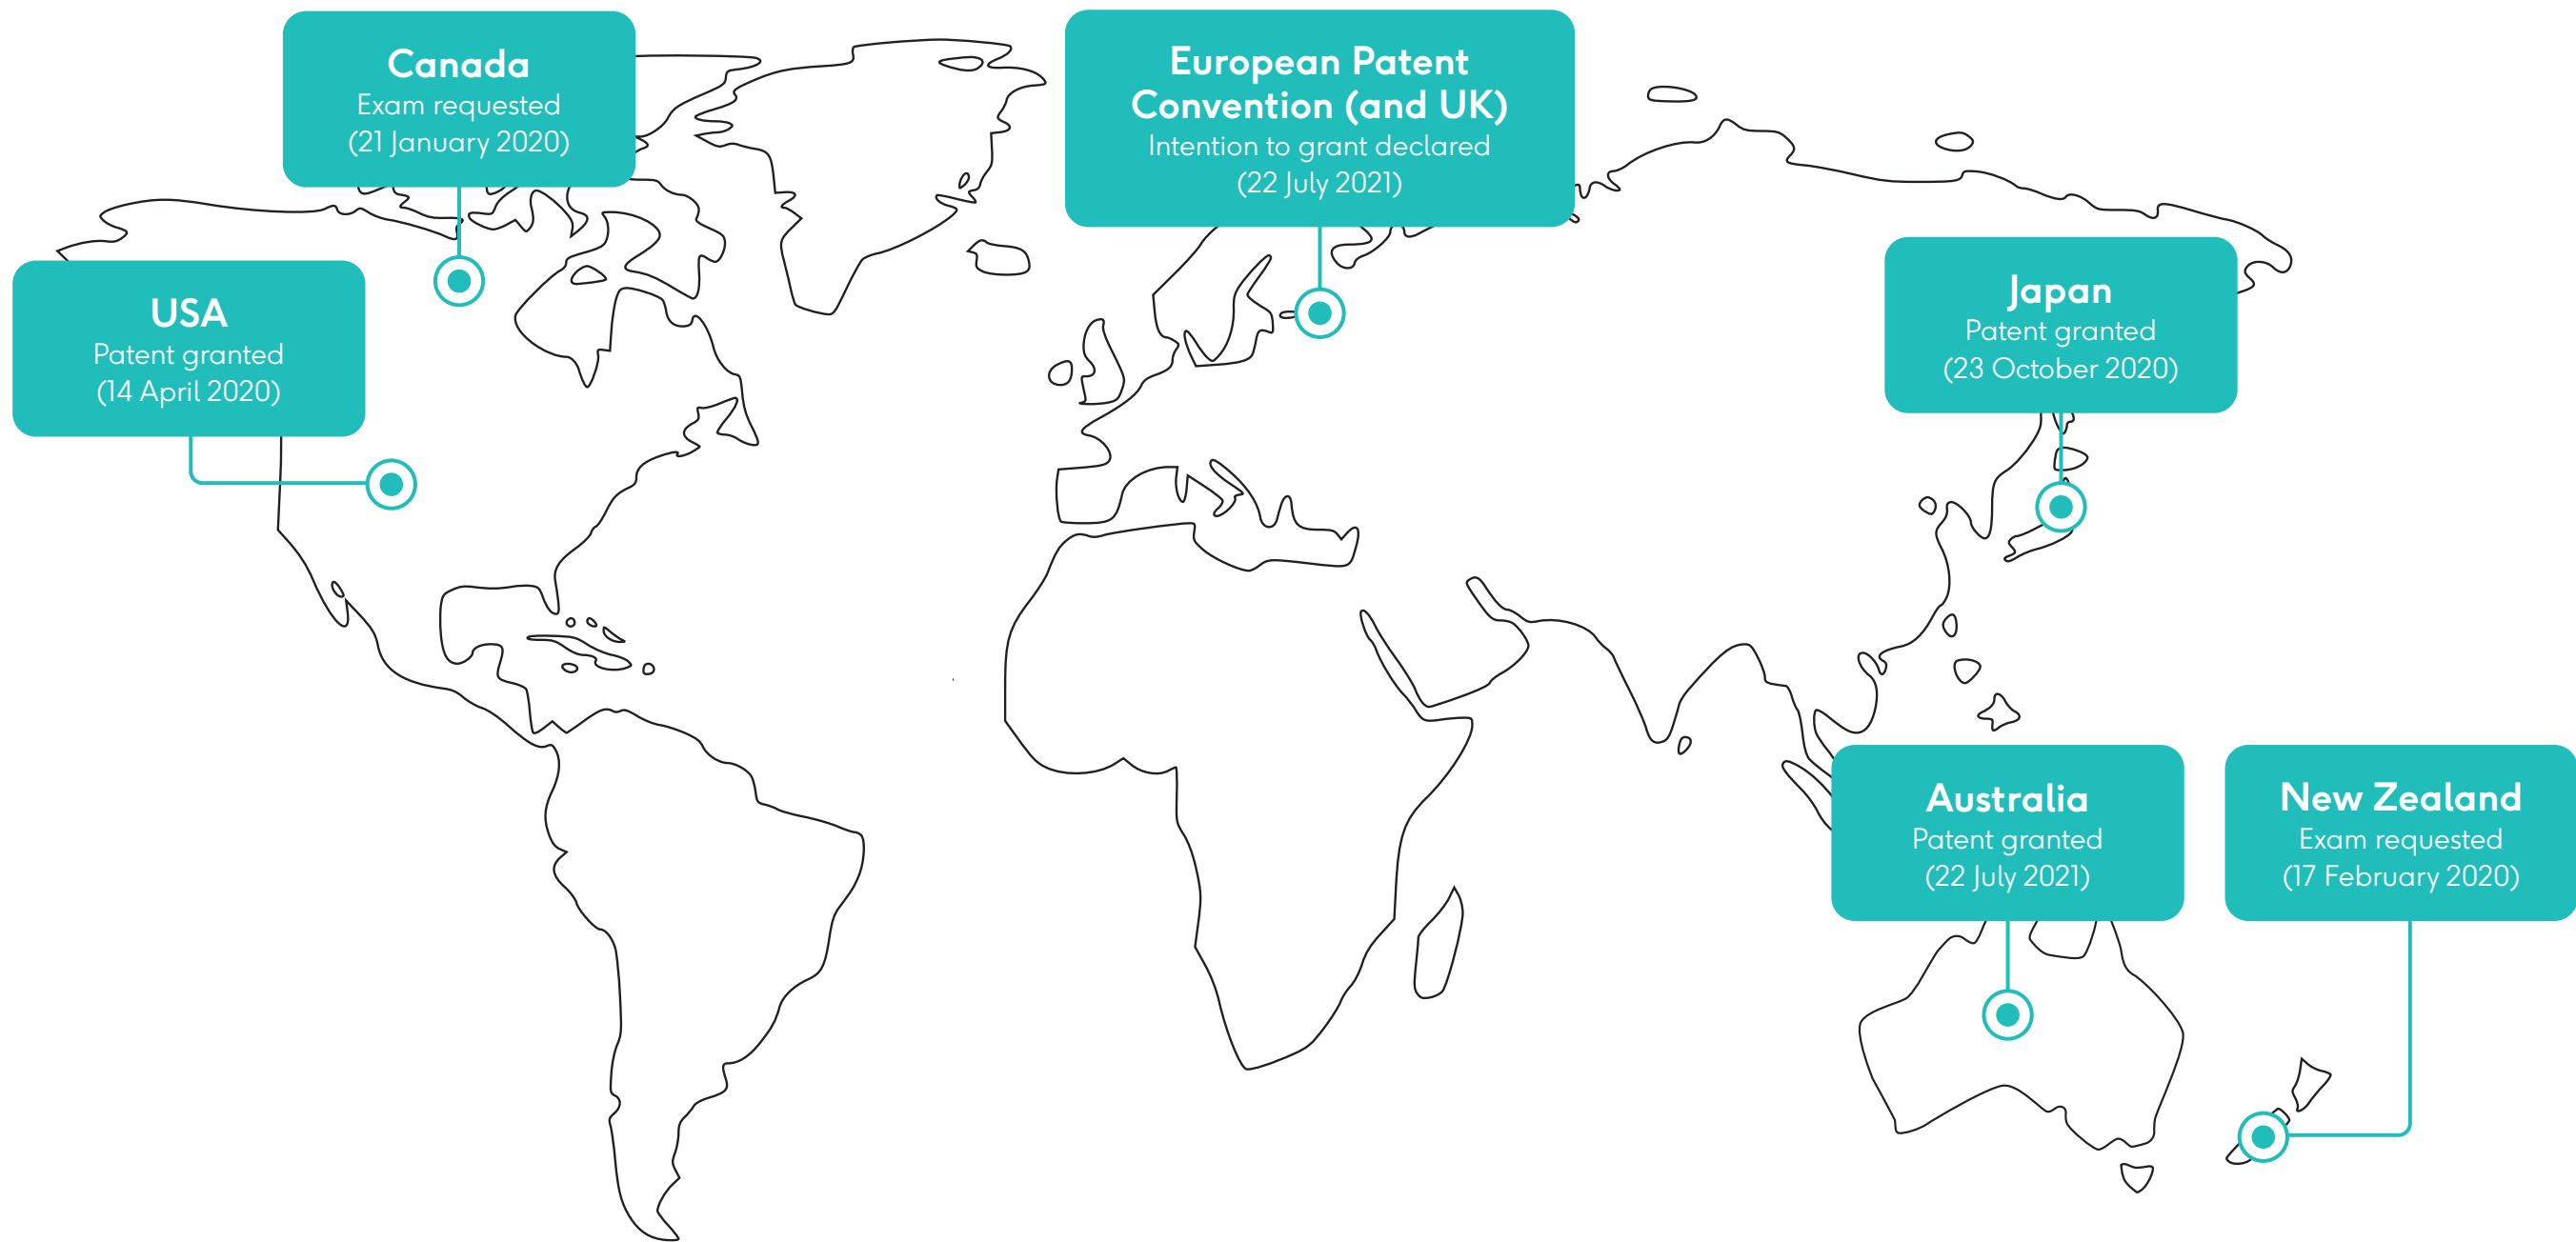 Canada
Exam requested
(21 January 2020)
European Patent
Convention (and UK)
Intention to grant declared
(22 July 2021)
USA
Patent granted
(14 April 2020)
Japan
Patent granted
(23 October 2020)
Australia
Patent granted
(22 July 2021)
New Zealand
Exam requested
(17 February 2020)